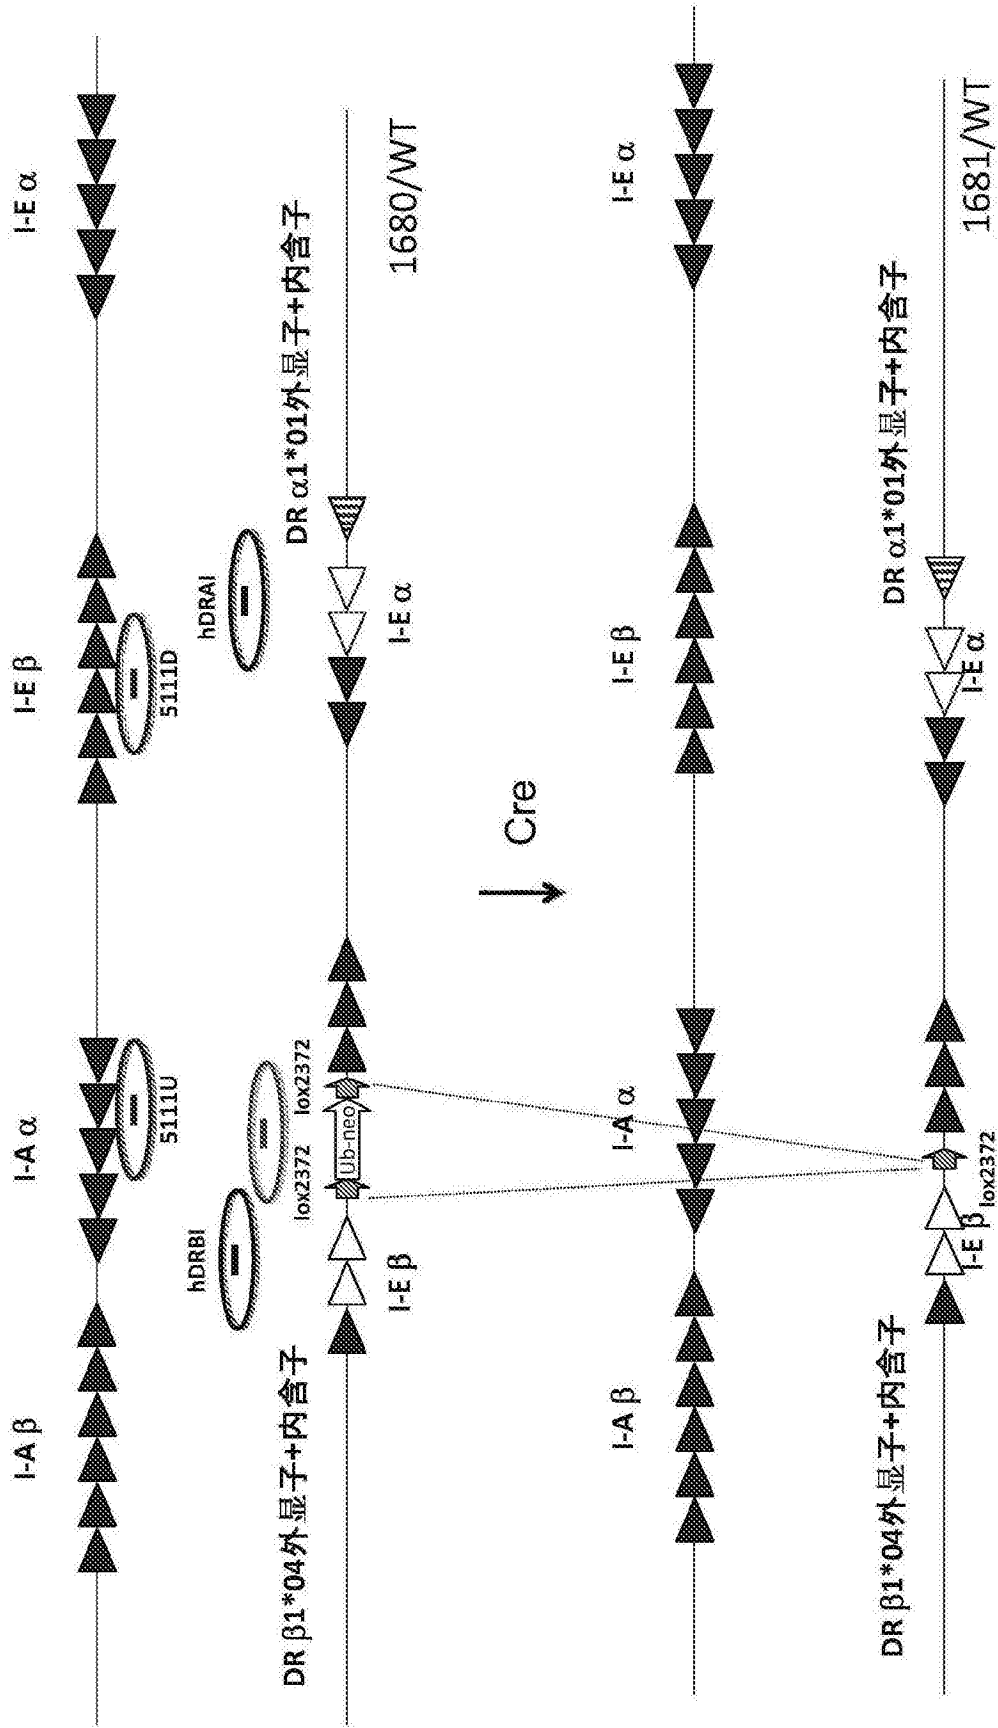 I-A β
I-A α
I-E β
I-E α
5111U
5111D
hDRBI
hDRAI
lox2372
lox2372
DR β1*04外显子+内含子
DR α1*01外显子+内含子
Ub-neo
I-E β
I-E α
1680/WT
Cre
I-A β
I-A α
I-E β
I-E α
DR β1*04外显子+内含子
DR α1*01外显子+内含子
I-E β
lox2372
I-E α
1681/WT